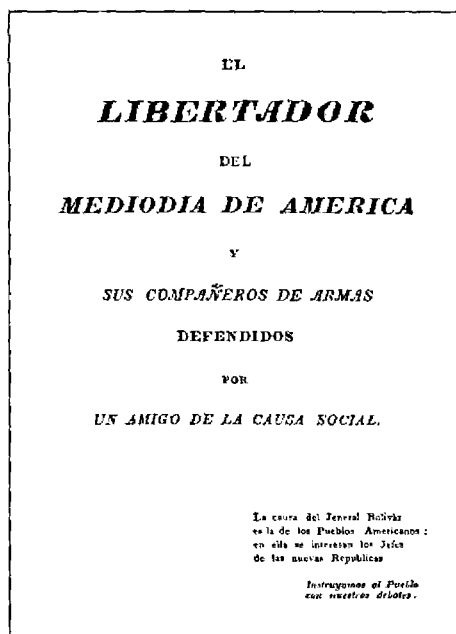 EL
LIBERTADOR
DEL
MEDIODIA DE AMERICA
Y
SUS COMPAÑEROS DE ARMAS
DEFENDIDOS
POR
UN AMIGO DE LA CAUSA SOCIAL.
La causa del Jeneral Bolivár
es la de los Pueblos Americanos :
en ella se interesan los Jefes
de las nuevas Republicas
Instruyamos al Pueblo
con nuestros debates.